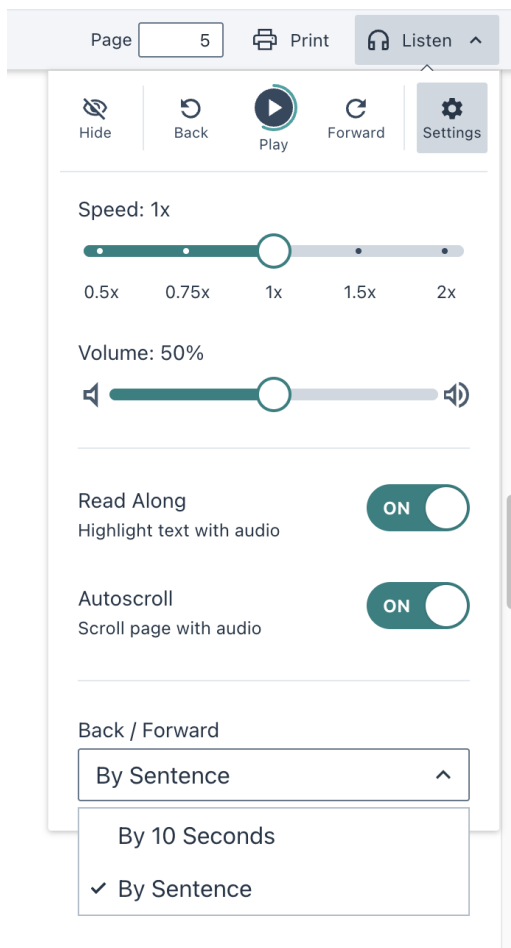 Page 5 Print Listen
Hide Back Play Forward Settings
Speed: 1x
0.5x 0.75x 1x 1.5x 2x
Volume: 50%
Read Along
Highlight text with audio
ON
Autoscroll
Scroll page with audio
ON
Back / Forward
By Sentence
By 10 Seconds
By Sentence